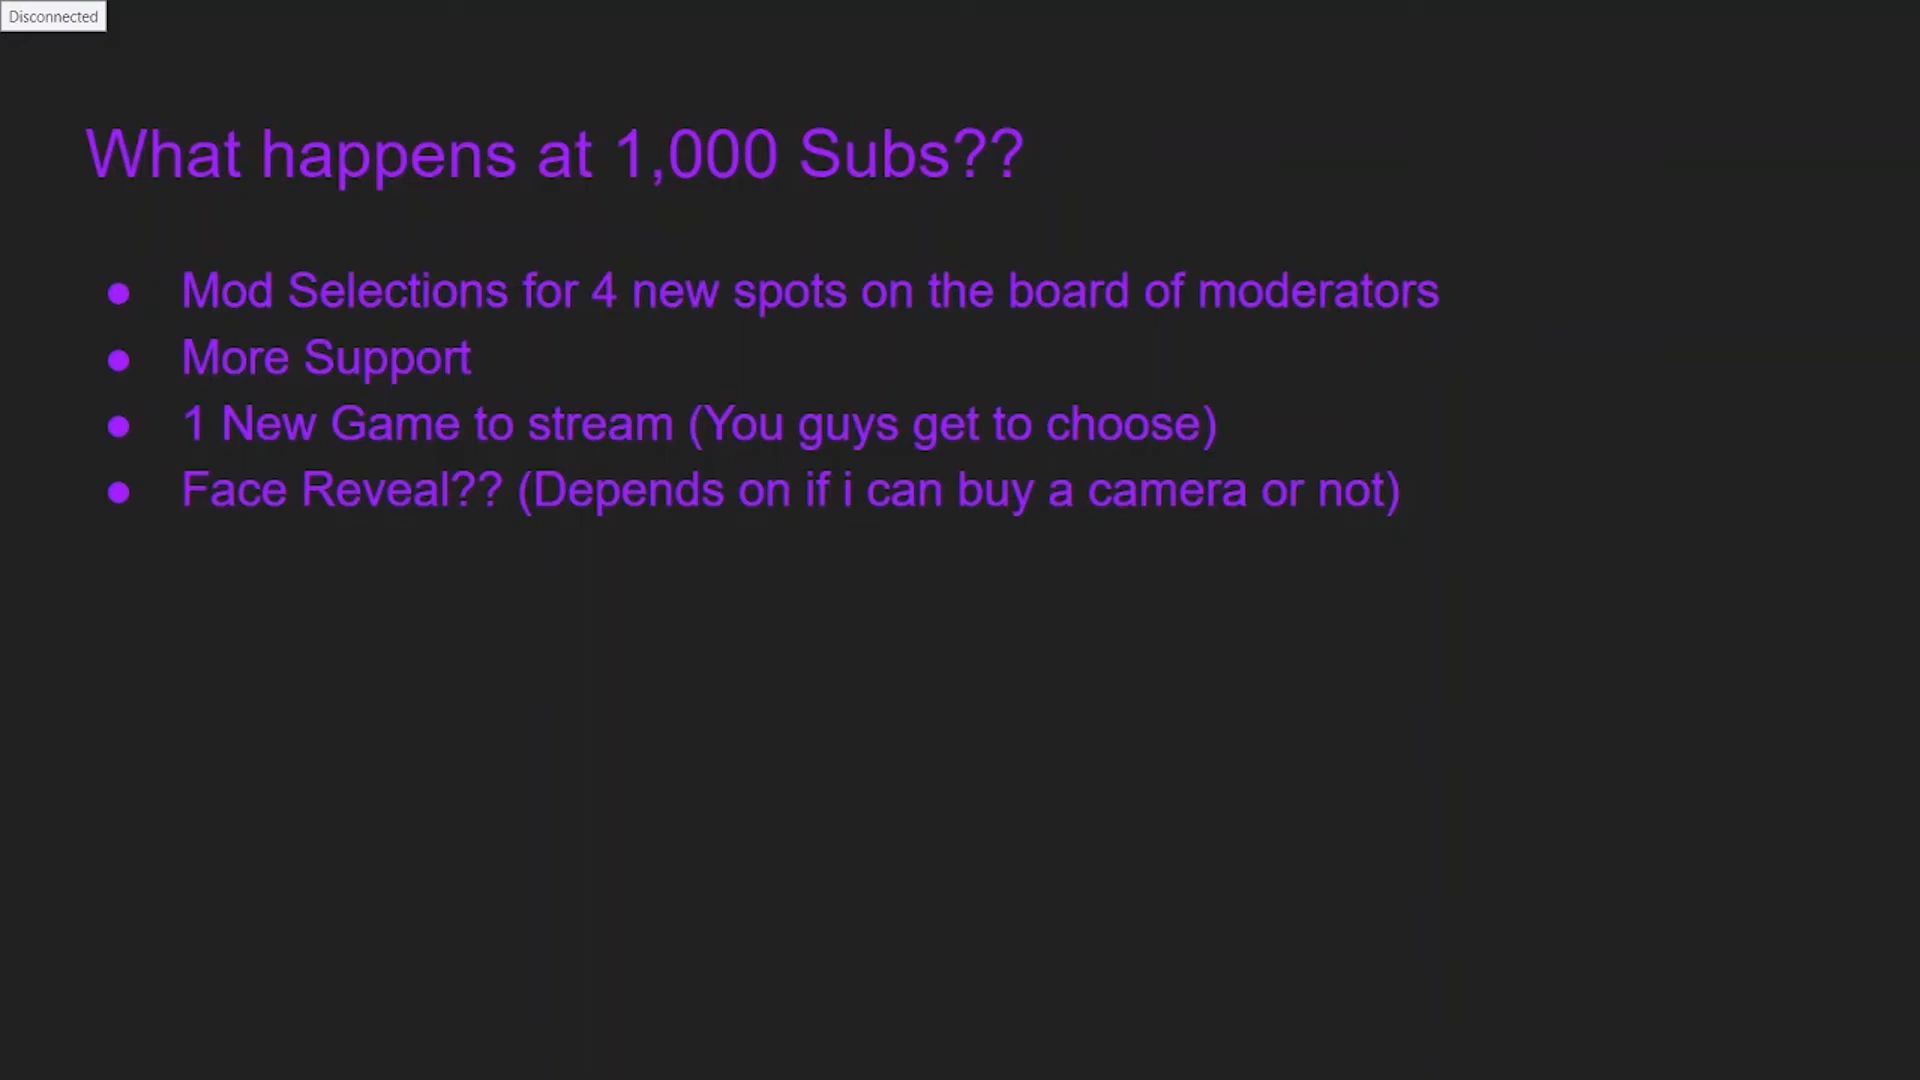 Disconnected
What happens at 1,000 Subs??
● Mod Selections for 4 new spots on the board of moderators
● More Support
● 1 New Game to stream (You guys get to choose)
● Face Reveal?? (Depends on if i can buy a camera or not)